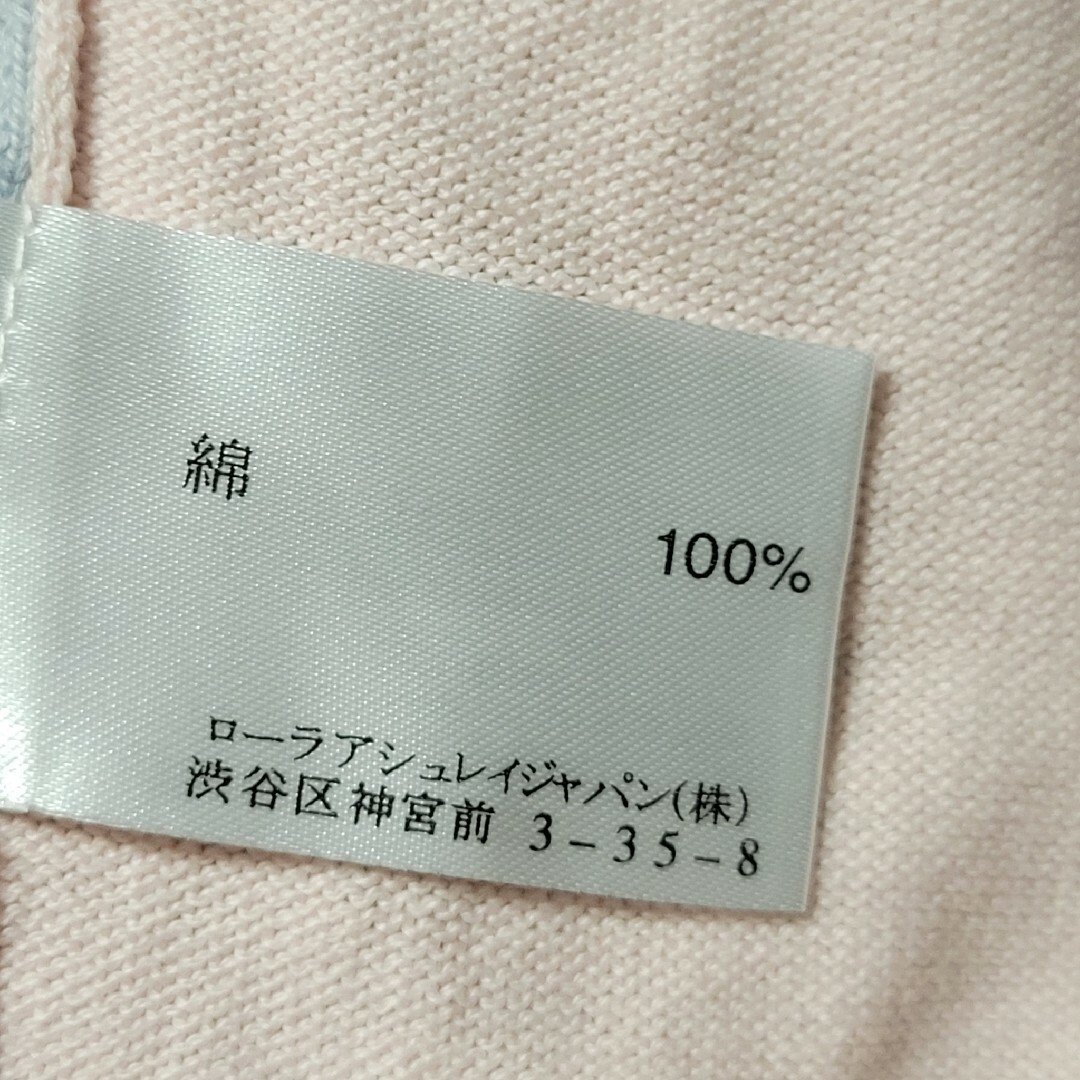 綿
100%
ローラアシュレイジャパン(株)
渋谷区神宮前 3-35-8